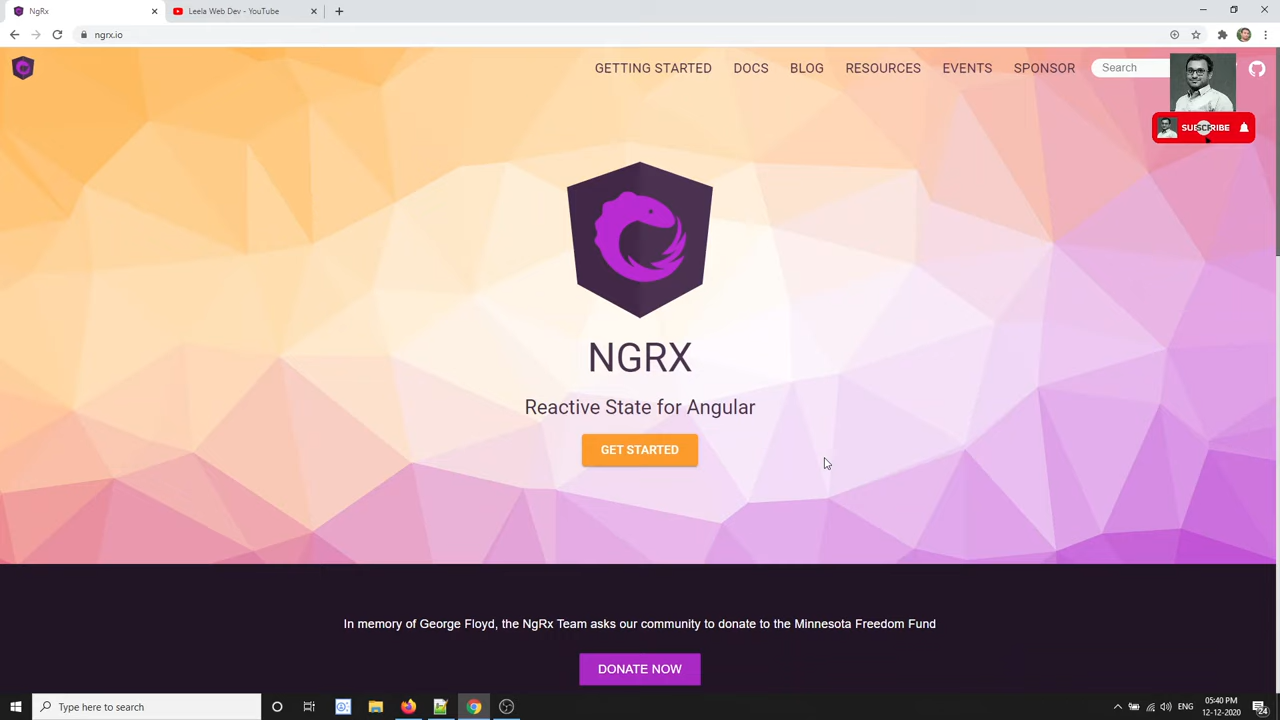 NgRx
Leela Web Dev - YouTube
ngrx.io
GETTING STARTED
DOCS
BLOG
RESOURCES
EVENTS
SPONSOR
Search
NGRX
Reactive State for Angular
GET STARTED
In memory of George Floyd, the NgRx Team asks our community to donate to the Minnesota Freedom Fund
DONATE NOW
Type here to search
ENG
05:40 PM
12-12-2020
24